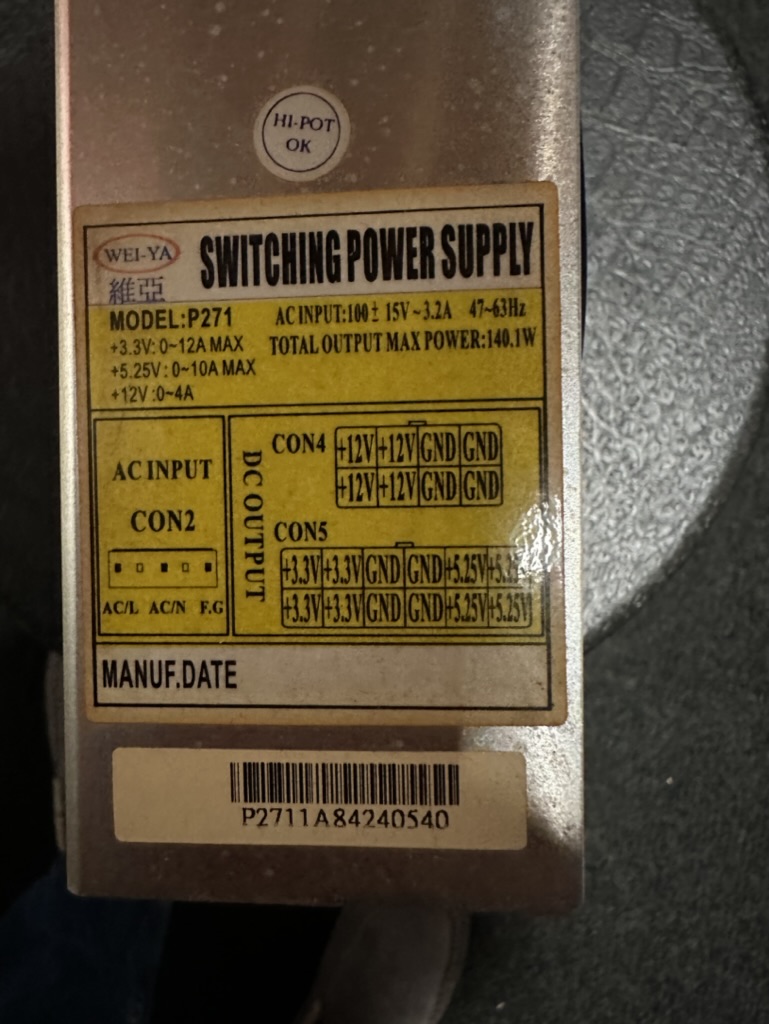 HI-POT
OK
WEI-YA
維亞
SWITCHING POWER SUPPLY
MODEL:P271
AC INPUT:100± 15V~3.2A 47~63Hz
+3.3V: 0~12A MAX
TOTAL OUTPUT MAX POWER:140.1W
+5.25V: 0~10A MAX
+12V :0~4A
AC INPUT
CON2
AC/L AC/N F.G
DC OUTPUT
CON4
+12V +12V GND GND
+12V +12V GND GND
CON5
+3.3V +3.3V GND GND +5.25V
+3.3V +3.3V GND GND +5.25V +5.25V
MANUF.DATE
P2711A84240540